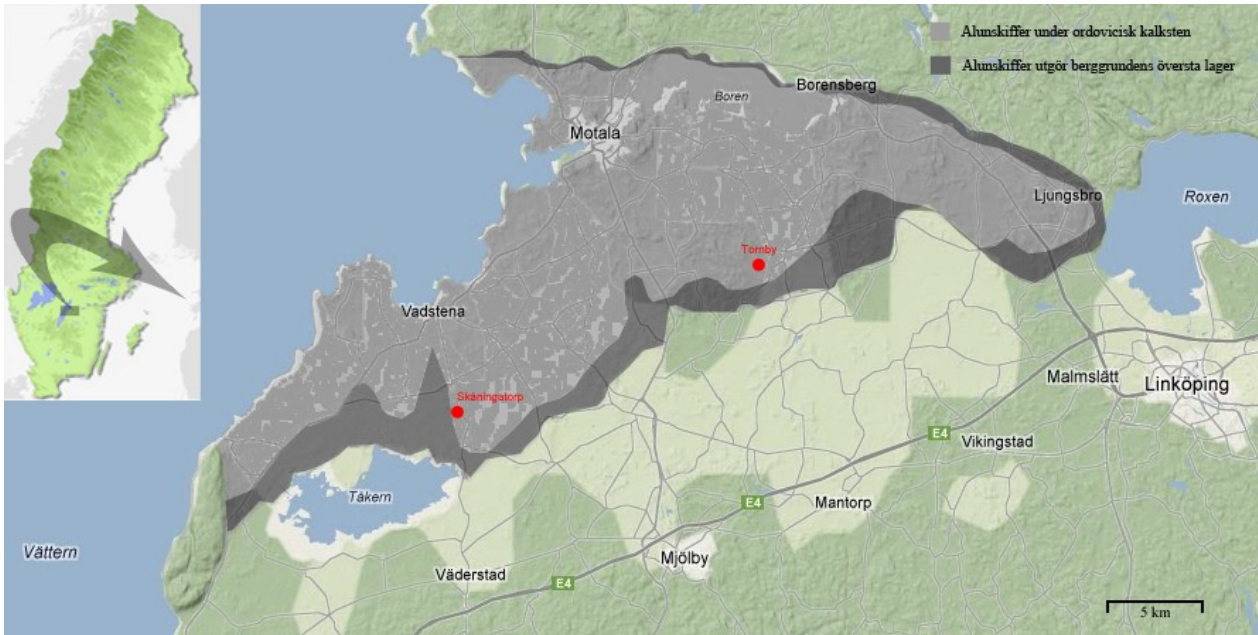 Alunskiffer under ordovicisk kalksten
Alunskiffer utgör berggrundens översta lager
Borensberg
Boren
Motala
Ljungsbro
Roxen
Tornby
Vadstena
Skåningstorp
Malmslätt
Linköping
E4
Vikingstad
Tåkern
E4
Mantorp
Vättern
Mjölby
Väderstad
E4
5 km